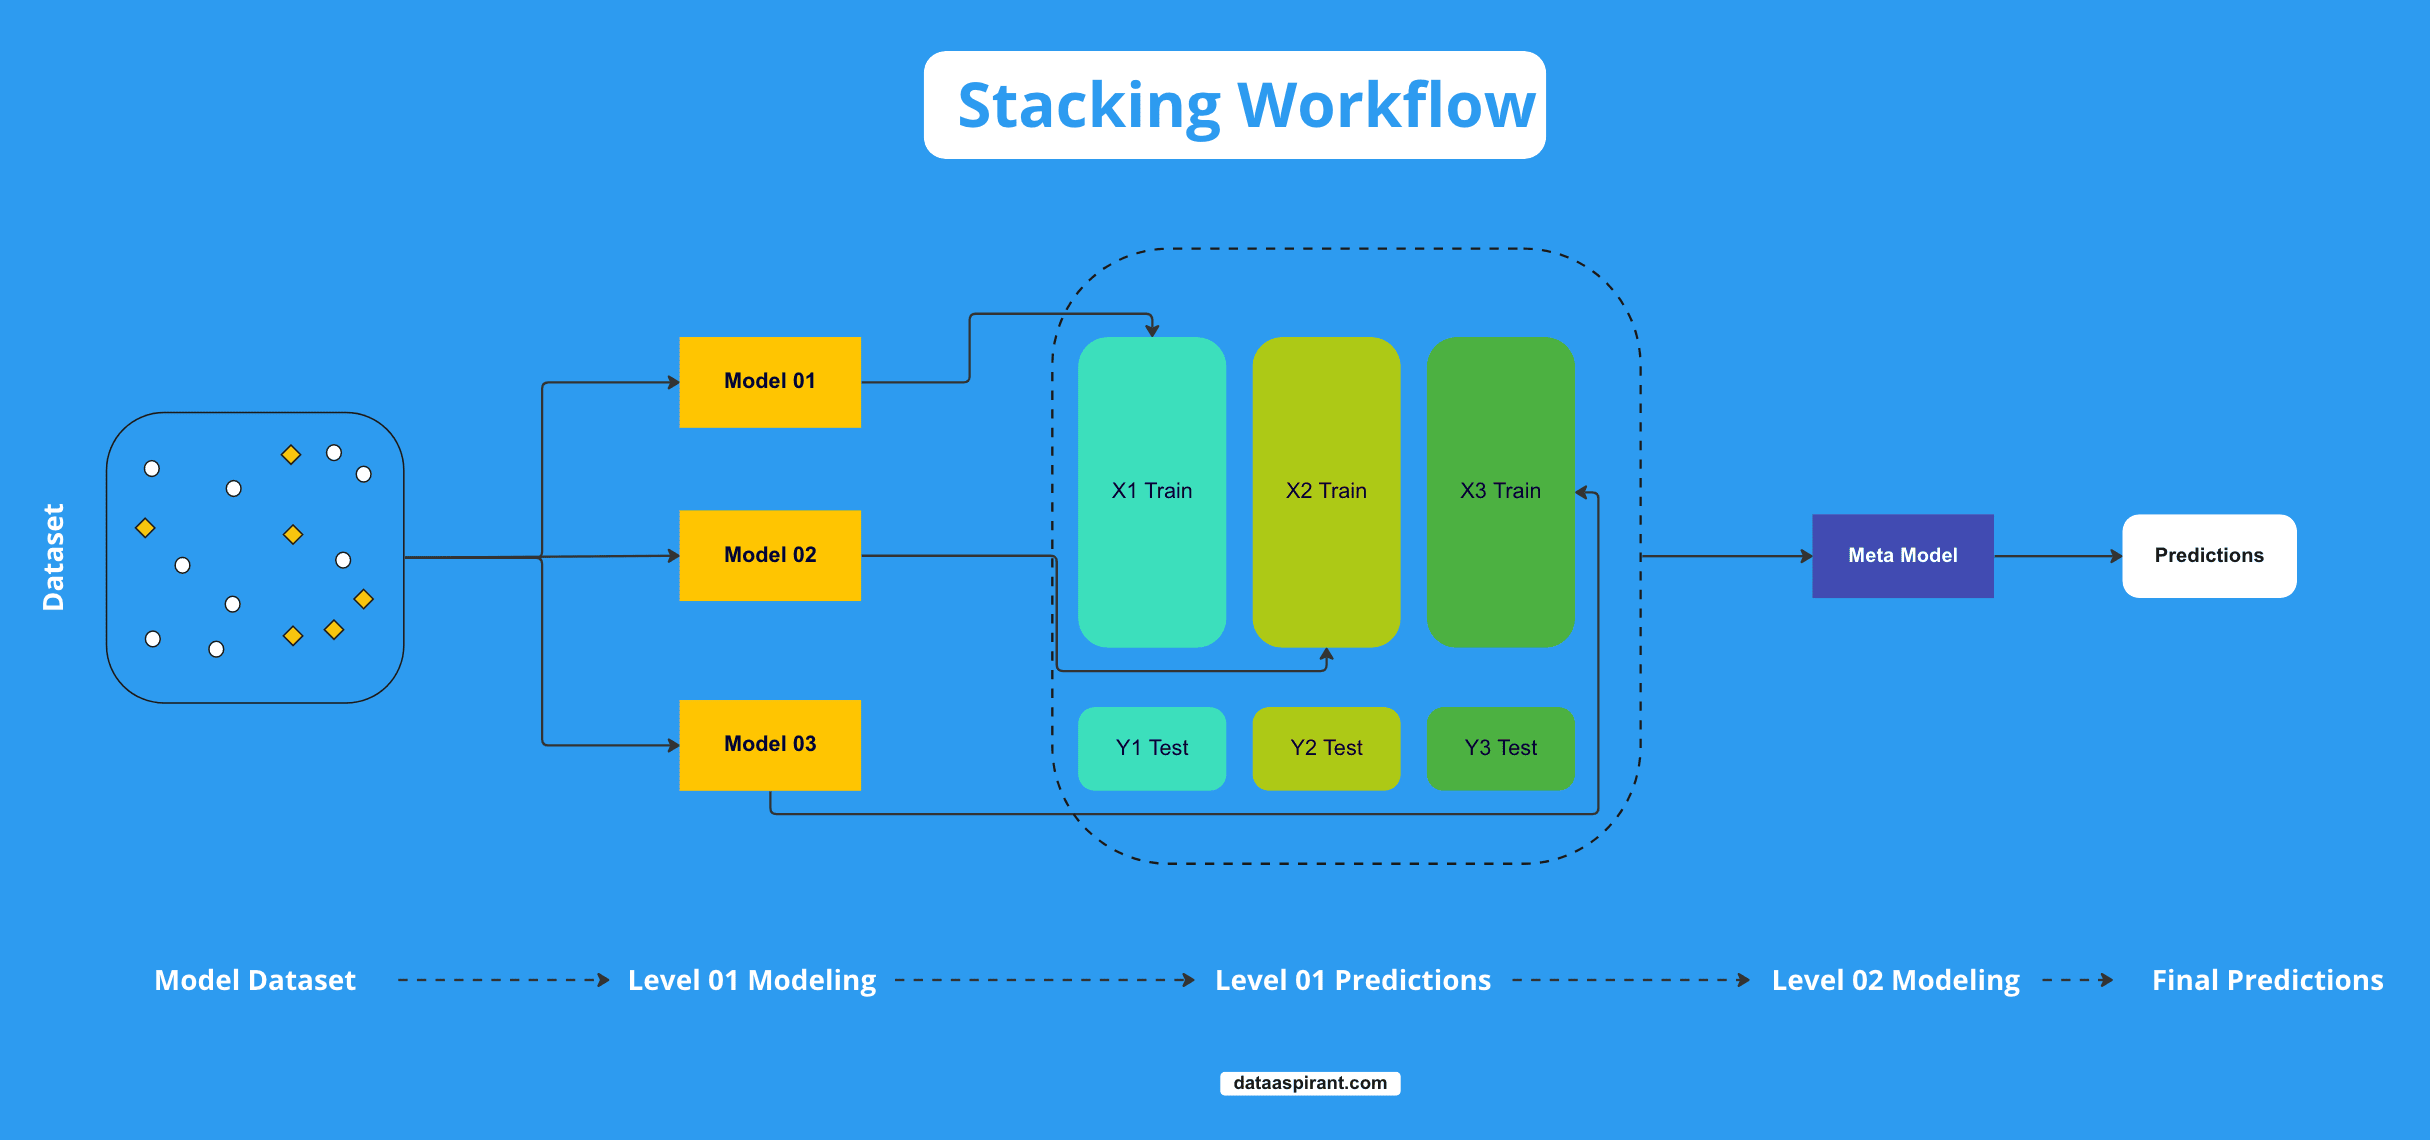 Stacking Workflow
Dataset
Model 01
Model 02
Model 03
X1 Train
X2 Train
X3 Train
Y1 Test
Y2 Test
Y3 Test
Meta Model
Predictions
Model Dataset
Level 01 Modeling
Level 01 Predictions
Level 02 Modeling
Final Predictions
dataaspirant.com